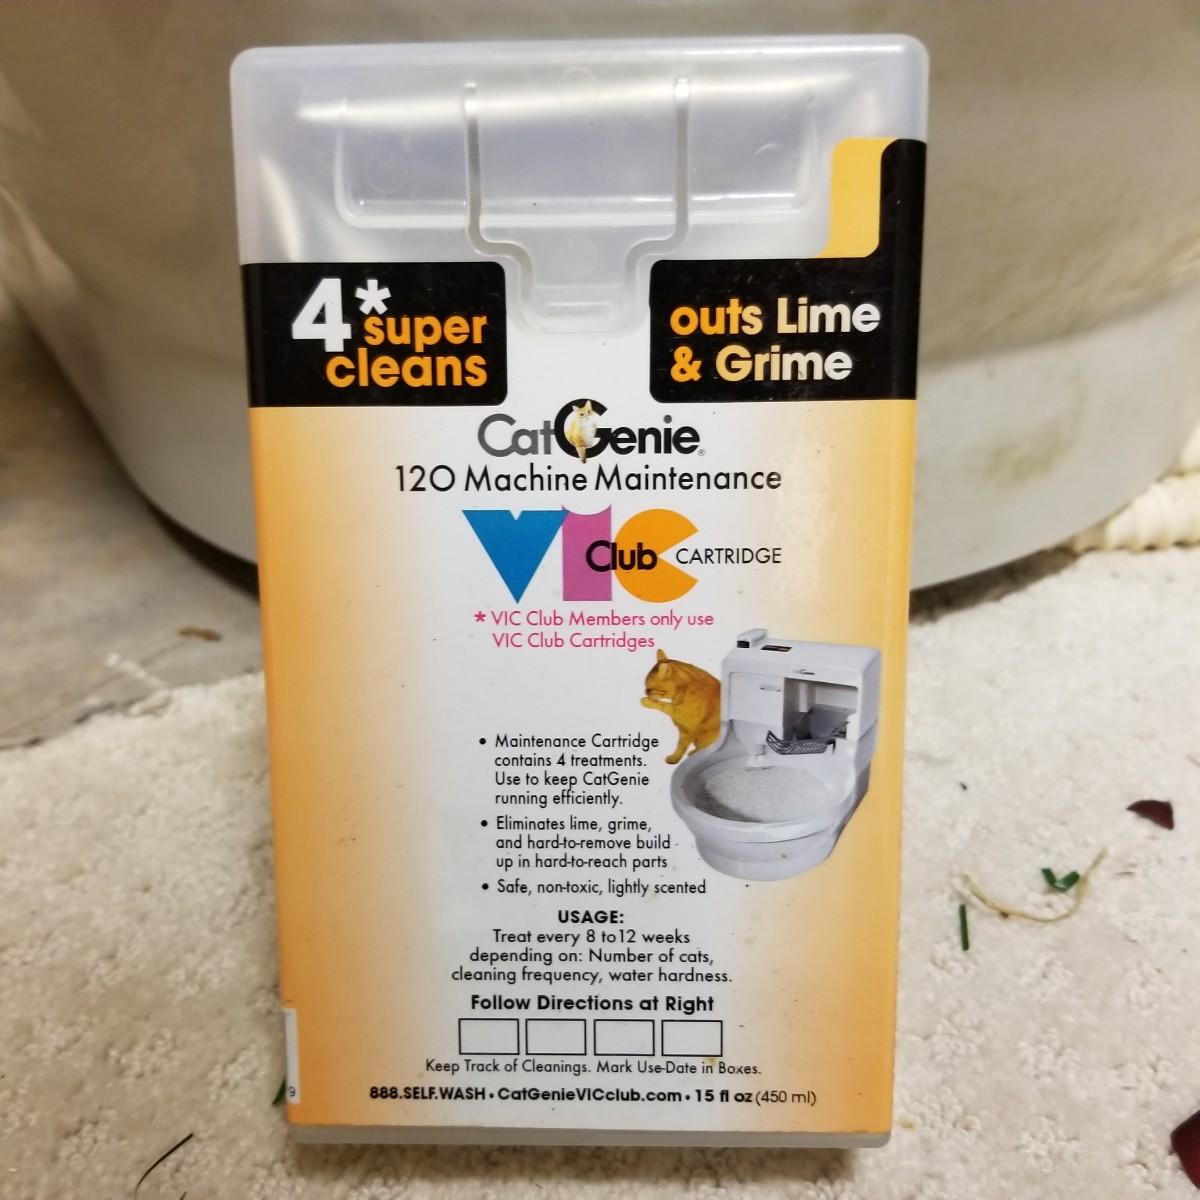 4* super
cleans
outs Lime
& Grime
CatGenie®
120 Machine Maintenance
VIC Club CARTRIDGE
* VIC Club Members only use
VIC Club Cartridges
• Maintenance Cartridge
contains 4 treatments.
Use to keep CatGenie
running efficiently.
• Eliminates lime, grime,
and hard-to-remove build
up in hard-to-reach parts
• Safe, non-toxic, lightly scented
USAGE:
Treat every 8 to12 weeks
depending on: Number of cats,
cleaning frequency, water hardness.
Follow Directions at Right
Keep Track of Cleanings. Mark Use-Date in Boxes.
888.SELF.WASH • CatGenieVICclub.com • 15 fl oz (450 ml)
9